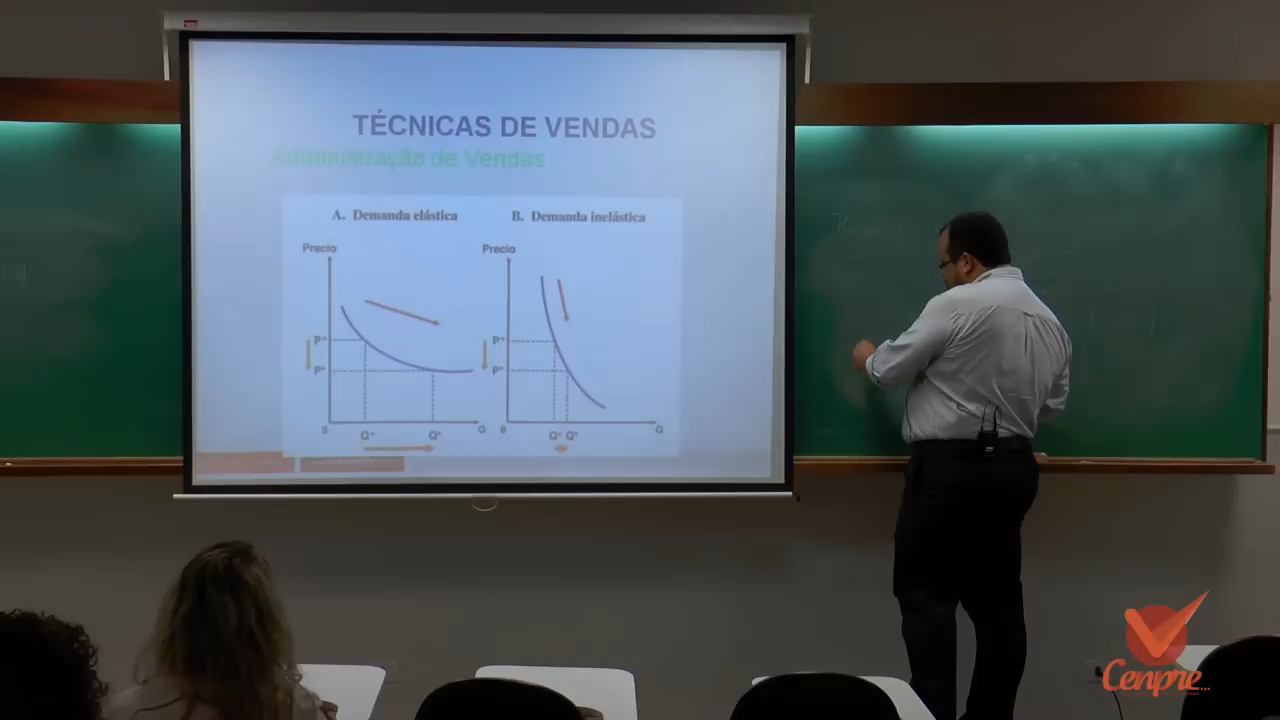 TÉCNICAS DE VENDAS
Administração de Vendas
A. Demanda elástica
B. Demanda inelástica
Precio
Precio
P*
P*
P*
P*
0
Q*
Q*
Q
0
Q*
Q*
Q
Cenpre...